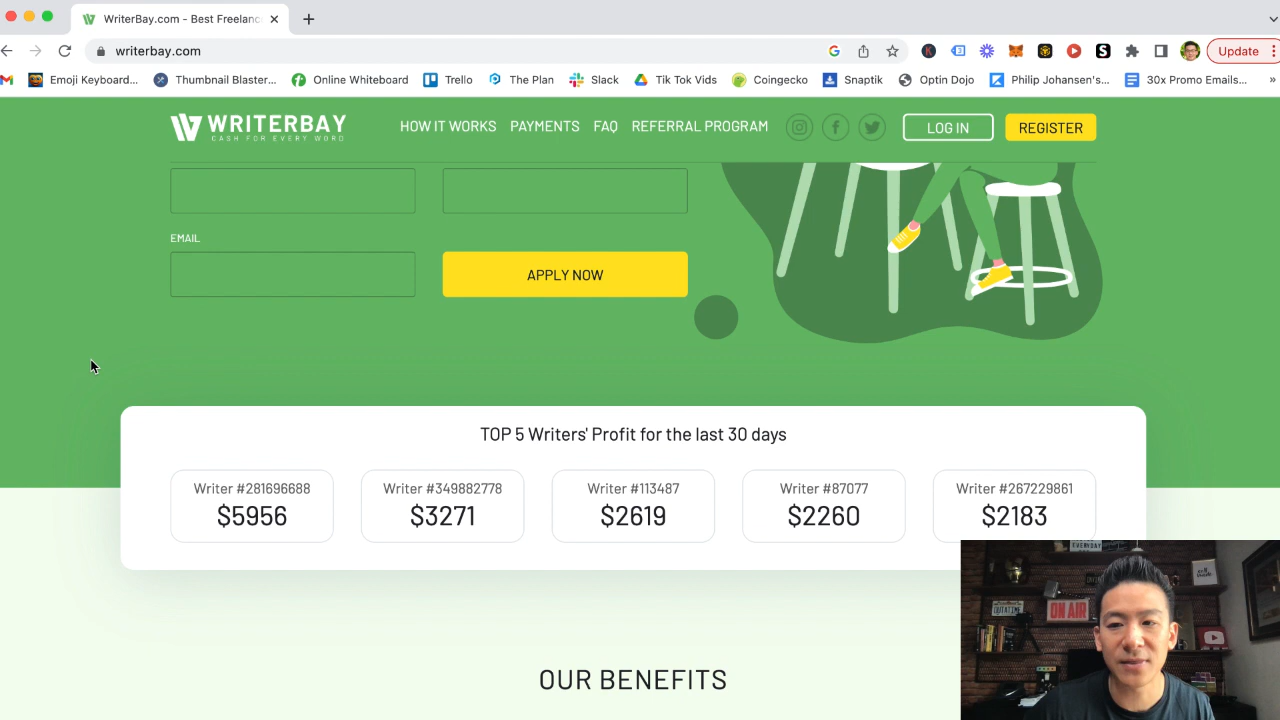 WriterBay.com - Best Freelanc
writerbay.com
Update
Emoji Keyboard...
Thumbnail Blaster...
Online Whiteboard
Trello
The Plan
Slack
Tik Tok Vids
Coingecko
Snaptik
Optin Dojo
Philip Johansen's...
30x Promo Emails...
WRITERBAY
CASH FOR EVERY WORD
HOW IT WORKS
PAYMENTS
FAQ
REFERRAL PROGRAM
LOG IN
REGISTER
EMAIL
APPLY NOW
TOP 5 Writers' Profit for the last 30 days
Writer #281696688
$5956
Writer #349882778
$3271
Writer #113487
$2619
Writer #87077
$2260
Writer #267229861
$2183
OUR BENEFITS
ON AIR